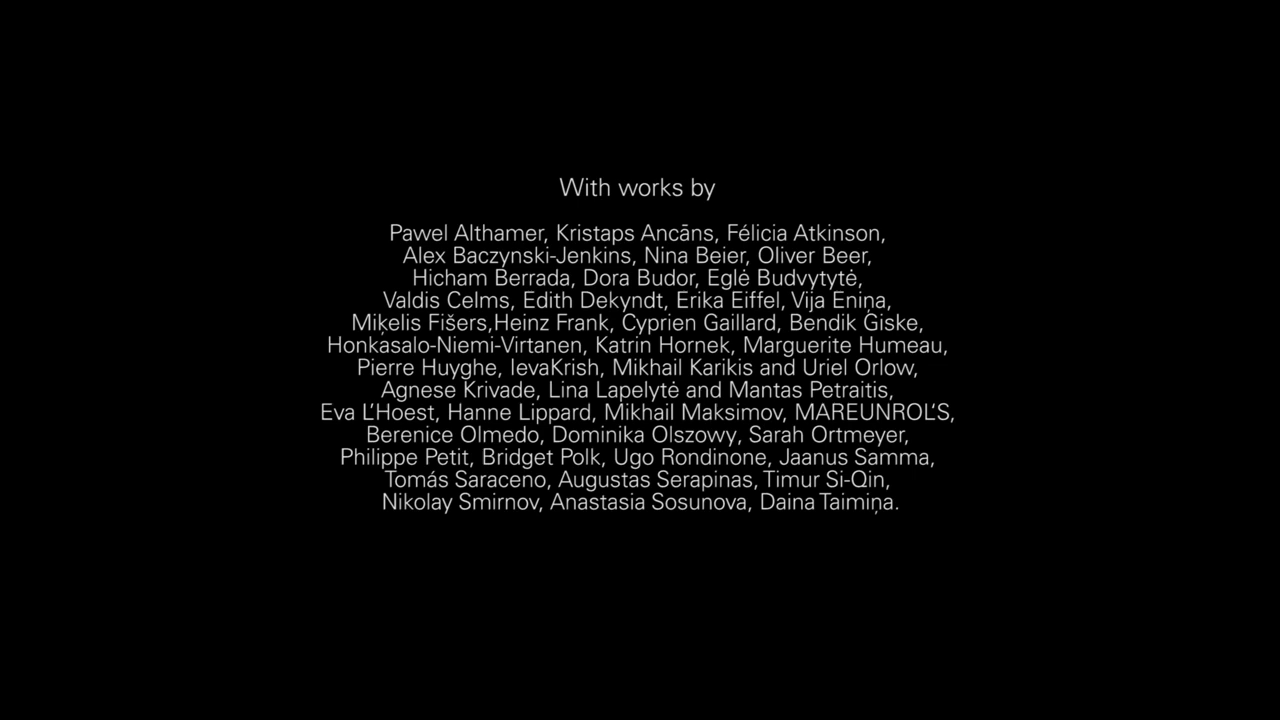 With works by
Pawel Althamer, Kristaps Ancāns, Félicia Atkinson,
Alex Baczynski-Jenkins, Nina Beier, Oliver Beer,
Hicham Berrada, Dora Budor, Eglė Budvytytė,
Valdis Celms, Edith Dekyndt, Erika Eiffel, Vija Eniņa,
Miķelis Fišers,Heinz Frank, Cyprien Gaillard, Bendik Giske,
Honkasalo-Niemi-Virtanen, Katrin Hornek, Marguerite Humeau,
Pierre Huyghe, IevaKrish, Mikhail Karikis and Uriel Orlow,
Agnese Krivade, Lina Lapelytė and Mantas Petraitis,
Eva L’Hoest, Hanne Lippard, Mikhail Maksimov, MAREUNROL‘S,
Berenice Olmedo, Dominika Olszowy, Sarah Ortmeyer,
Philippe Petit, Bridget Polk, Ugo Rondinone, Jaanus Samma,
Tomás Saraceno, Augustas Serapinas, Timur Si-Qin,
Nikolay Smirnov, Anastasia Sosunova, Daina Taimiņa.